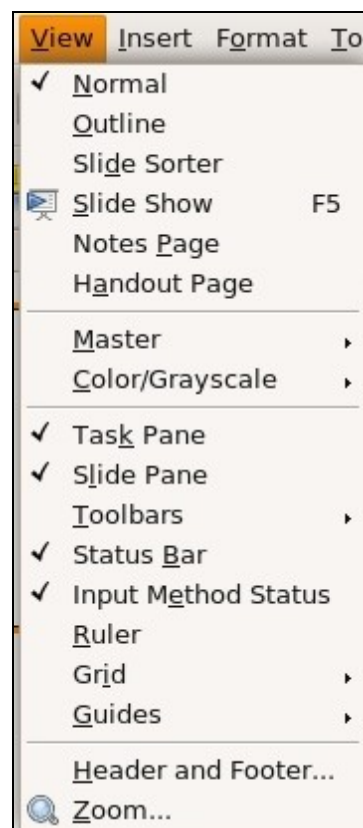 View Insert Format To
Normal
Outline
Slide Sorter
Slide Show F5
Notes Page
Handout Page
Master
Color/Grayscale
Task Pane
Slide Pane
Toolbars
Status Bar
Input Method Status
Ruler
Grid
Guides
Header and Footer...
Zoom...